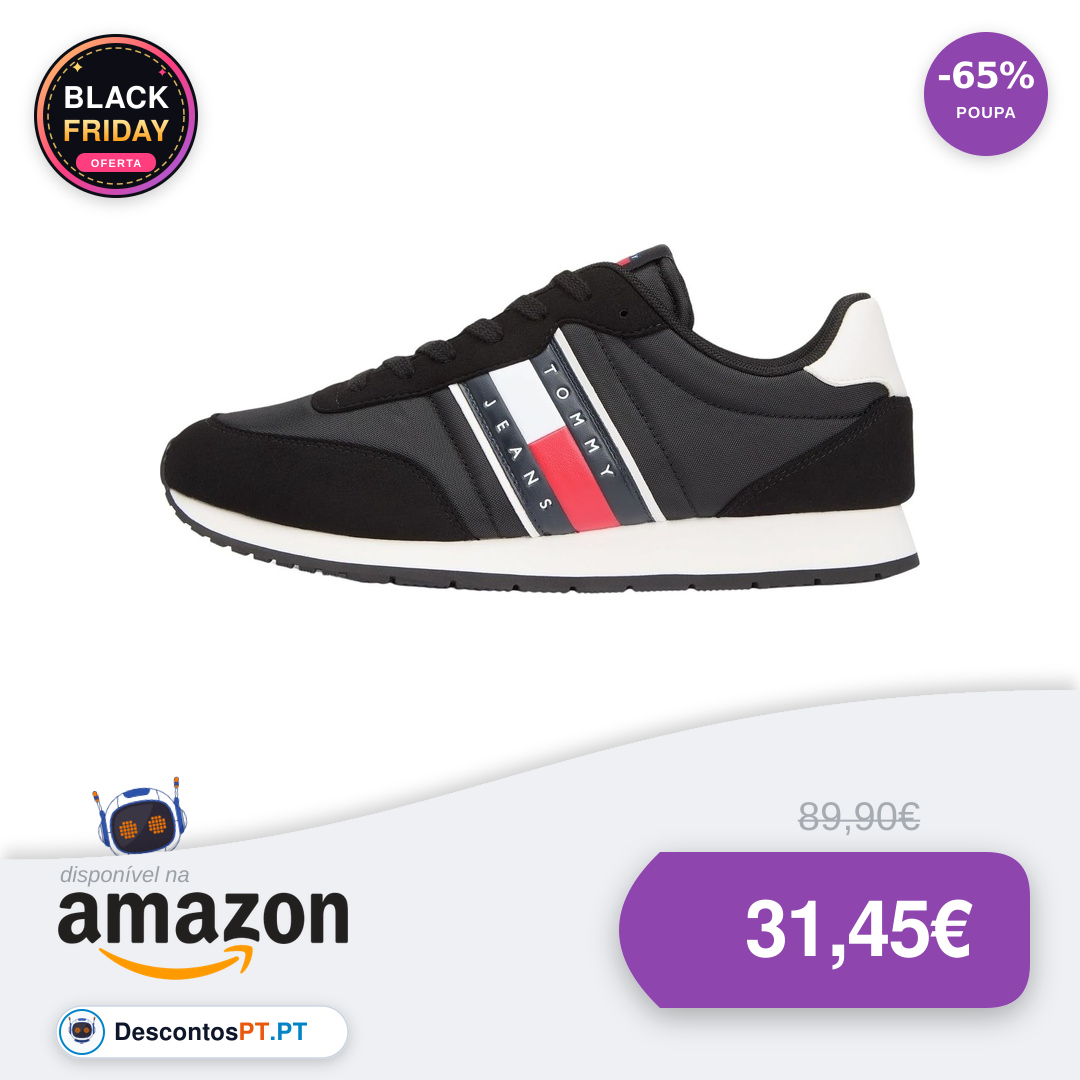 BLACK
FRIDAY
OFERTA
-65%
POUPA
TOMMY
JEANS
89,90€
31,45€
disponível na
amazon
DescontosPT.PT